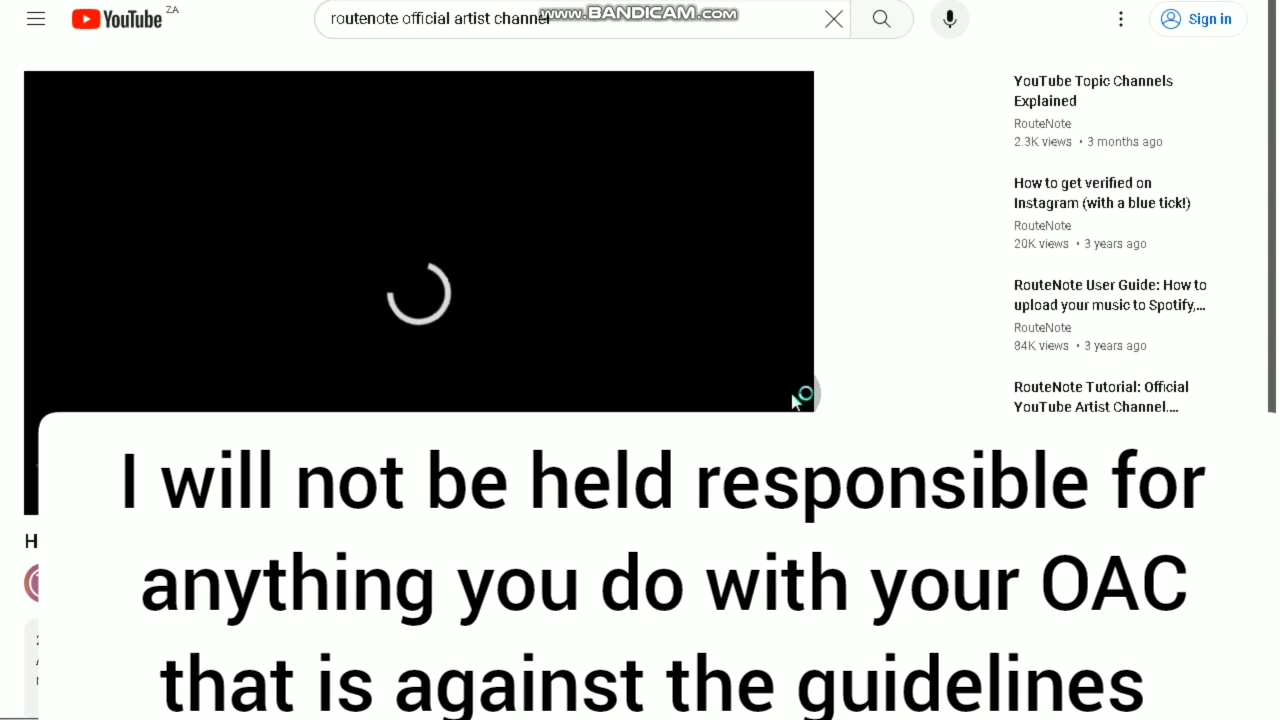 YouTube ZA
routenote official artist channel
www.BANDICAM.com
Sign in
YouTube Topic Channels
Explained
RouteNote
2.3K views • 3 months ago
How to get verified on
Instagram (with a blue tick!)
RouteNote
20K views • 3 years ago
RouteNote User Guide: How to
upload your music to Spotify,...
RouteNote
84K views • 3 years ago
RouteNote Tutorial: Official
YouTube Artist Channel....
I will not be held responsible for
anything you do with your OAC
that is against the guidelines